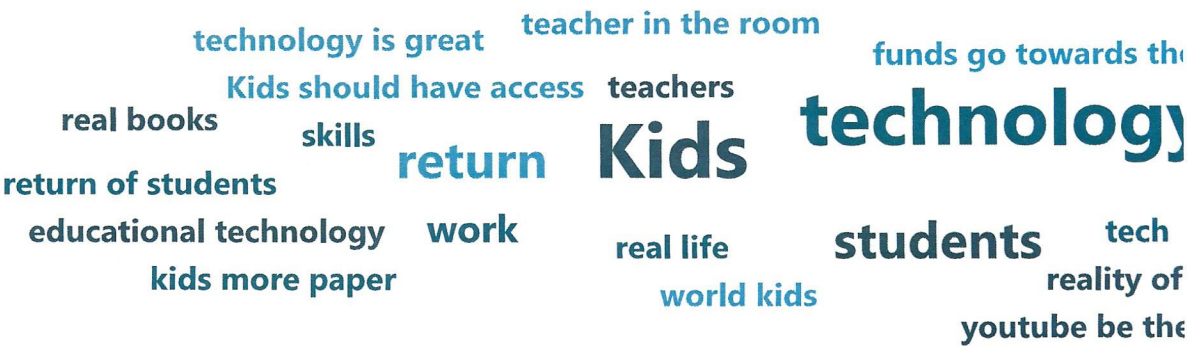 teacher in the room
technology is great
funds go towards the
Kids should have access
teachers
real books
technology
skills
Kids
return
return of students
educational technology
work
real life
students
tech
kids more paper
reality of
world kids
youtube be the